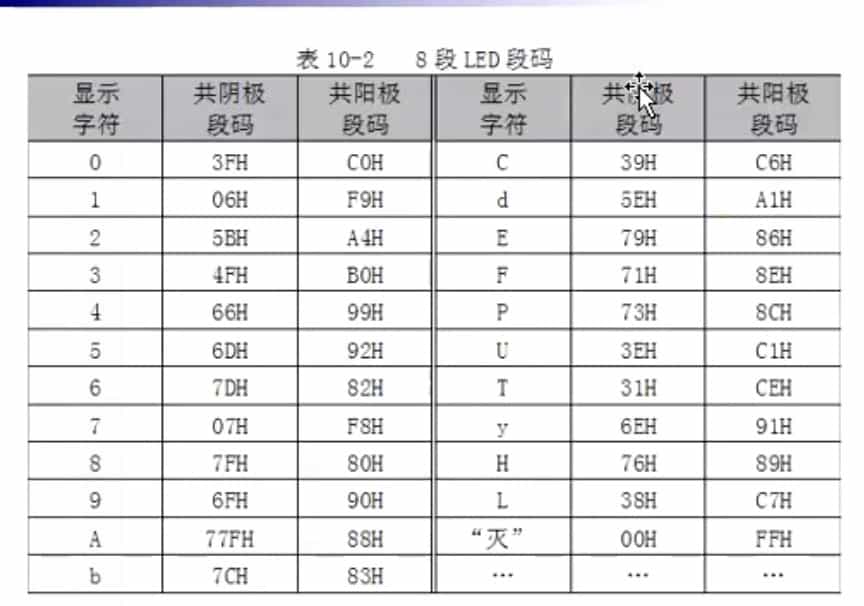 表 10-2 8 段 LED 段码
显示字符 共阴极段码 共阳极段码 显示字符 共 极段码 共阳极段码
0 3FH C0H C 39H C6H
1 06H F9H d 5EH A1H
2 5BH A4H E 79H 86H
3 4FH B0H F 71H 8EH
4 66H 99H P 73H 8CH
5 6DH 92H U 3EH C1H
6 7DH 82H T 31H CEH
7 07H F8H y 6EH 91H
8 7FH 80H H 76H 89H
9 6FH 90H L 38H C7H
A 77FH 88H “灭” 00H FFH
b 7CH 83H … … …